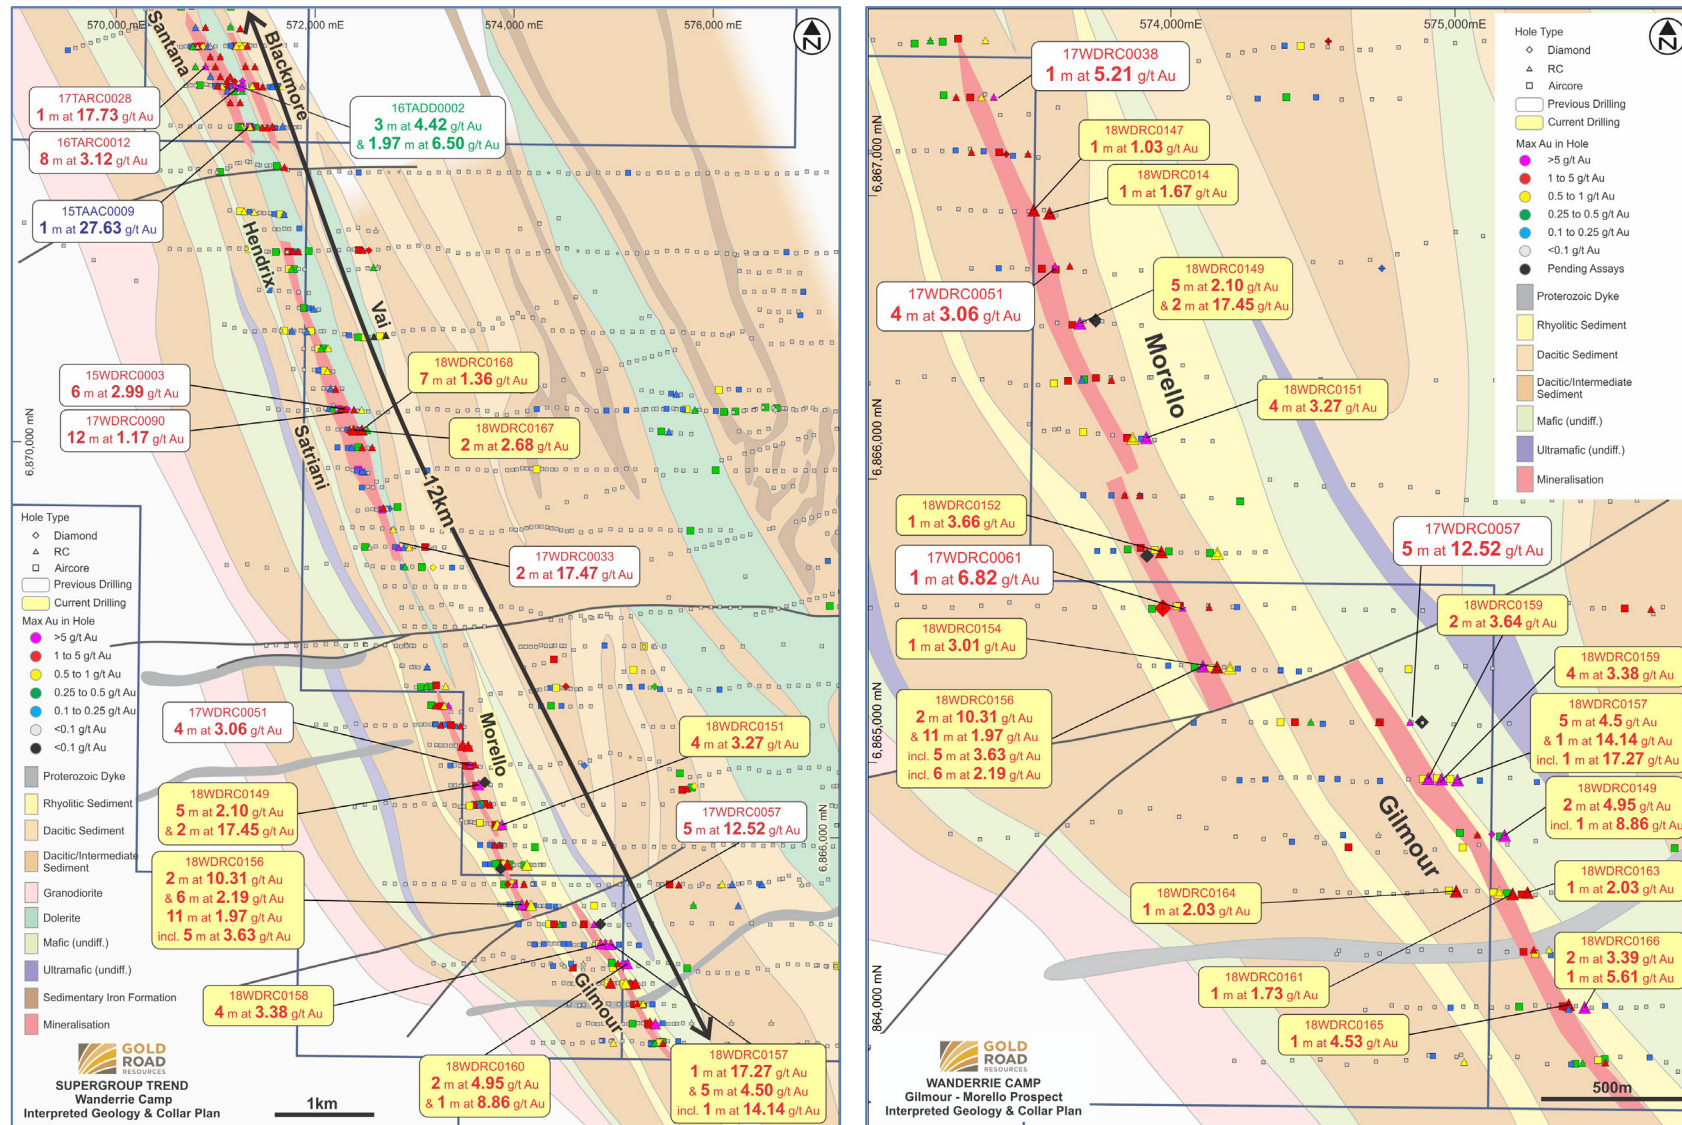 570,000 mE
572,000 mE
574,000 mE
576,000 mE
Z
Santana
Blackmore
17TARC0028
1 m at 17.73 g/t Au
16TARC0012
8 m at 3.12 g/t Au
16TADD0002
3 m at 4.42 g/t Au
& 1.97 m at 6.50 g/t Au
15TAAC0009
1 m at 27.63 g/t Au
Hendrix
Vai
15WDRC0003
6 m at 2.99 g/t Au
17WDRC0090
12 m at 1.17 g/t Au
18WDRC0168
7 m at 1.36 g/t Au
18WDRC0167
2 m at 2.68 g/t Au
6,870,000 mN
Satriani
12km
17WDRC0033
2 m at 17.47 g/t Au
Hole Type
Diamond
RC
Aircore
Previous Drilling
Current Drilling
Max Au in Hole
>5 g/t Au
1 to 5 g/t Au
0.5 to 1 g/t Au
0.25 to 0.5 g/t Au
0.1 to 0.25 g/t Au
<0.1 g/t Au
<0.1 g/t Au
Proterozoic Dyke
Rhyolitic Sediment
Dacitic Sediment
Dacitic/Intermediate
Sediment
Granodiorite
Dolerite
Mafic (undiff.)
Ultramafic (undiff.)
Sedimentary Iron Formation
Mineralisation
17WDRC0051
4 m at 3.06 g/t Au
Morello
18WDRC0151
4 m at 3.27 g/t Au
18WDRC0149
5 m at 2.10 g/t Au
& 2 m at 17.45 g/t Au
17WDRC0057
5 m at 12.52 g/t Au
6,866,000 mN
18WDRC0156
2 m at 10.31 g/t Au
& 6 m at 2.19 g/t Au
11 m at 1.97 g/t Au
incl. 5 m at 3.63 g/t Au
18WDRC0158
4 m at 3.38 g/t Au
Gilmour
18WDRC0160
2 m at 4.95 g/t Au
& 1 m at 8.86 g/t Au
18WDRC0157
1 m at 17.27 g/t Au
& 5 m at 4.50 g/t Au
incl. 1 m at 14.14 g/t Au
GOLD
ROAD
RESOURCES
SUPERGROUP TREND
Wanderrie Camp
Interpreted Geology & Collar Plan
1km
574,000mE
575,000mE
Z
Hole Type
Diamond
RC
Aircore
Previous Drilling
Current Drilling
Max Au in Hole
>5 g/t Au
1 to 5 g/t Au
0.5 to 1 g/t Au
0.25 to 0.5 g/t Au
0.1 to 0.25 g/t Au
<0.1 g/t Au
Pending Assays
Proterozoic Dyke
Rhyolitic Sediment
Dacitic Sediment
Dacitic/Intermediate
Sediment
Mafic (undiff.)
Ultramafic (undiff.)
Mineralisation
17WDRC0038
1 m at 5.21 g/t Au
6,867,000 mN
18WDRC0147
1 m at 1.03 g/t Au
18WDRC014
1 m at 1.67 g/t Au
17WDRC0051
4 m at 3.06 g/t Au
18WDRC0149
5 m at 2.10 g/t Au
& 2 m at 17.45 g/t Au
Morello
18WDRC0151
4 m at 3.27 g/t Au
6,866,000 mN
18WDRC0152
1 m at 3.66 g/t Au
17WDRC0061
1 m at 6.82 g/t Au
17WDRC0057
5 m at 12.52 g/t Au
18WDRC0154
1 m at 3.01 g/t Au
18WDRC0159
2 m at 3.64 g/t Au
18WDRC0159
4 m at 3.38 g/t Au
18WDRC0156
2 m at 10.31 g/t Au
& 11 m at 1.97 g/t Au
incl. 5 m at 3.63 g/t Au
incl. 6 m at 2.19 g/t Au
6,865,000 mN
18WDRC0157
5 m at 4.5 g/t Au
& 1 m at 14.14 g/t Au
incl. 1 m at 17.27 g/t Au
18WDRC0149
2 m at 4.95 g/t Au
incl. 1 m at 8.86 g/t Au
Gilmour
18WDRC0164
1 m at 2.03 g/t Au
18WDRC0163
1 m at 2.03 g/t Au
18WDRC0166
2 m at 3.39 g/t Au
1 m at 5.61 g/t Au
18WDRC0161
1 m at 1.73 g/t Au
864,000 mN
18WDRC0165
1 m at 4.53 g/t Au
GOLD
ROAD
RESOURCES
WANDERRIE CAMP
Gilmour - Morello Prospect
Interpreted Geology & Collar Plan
500m